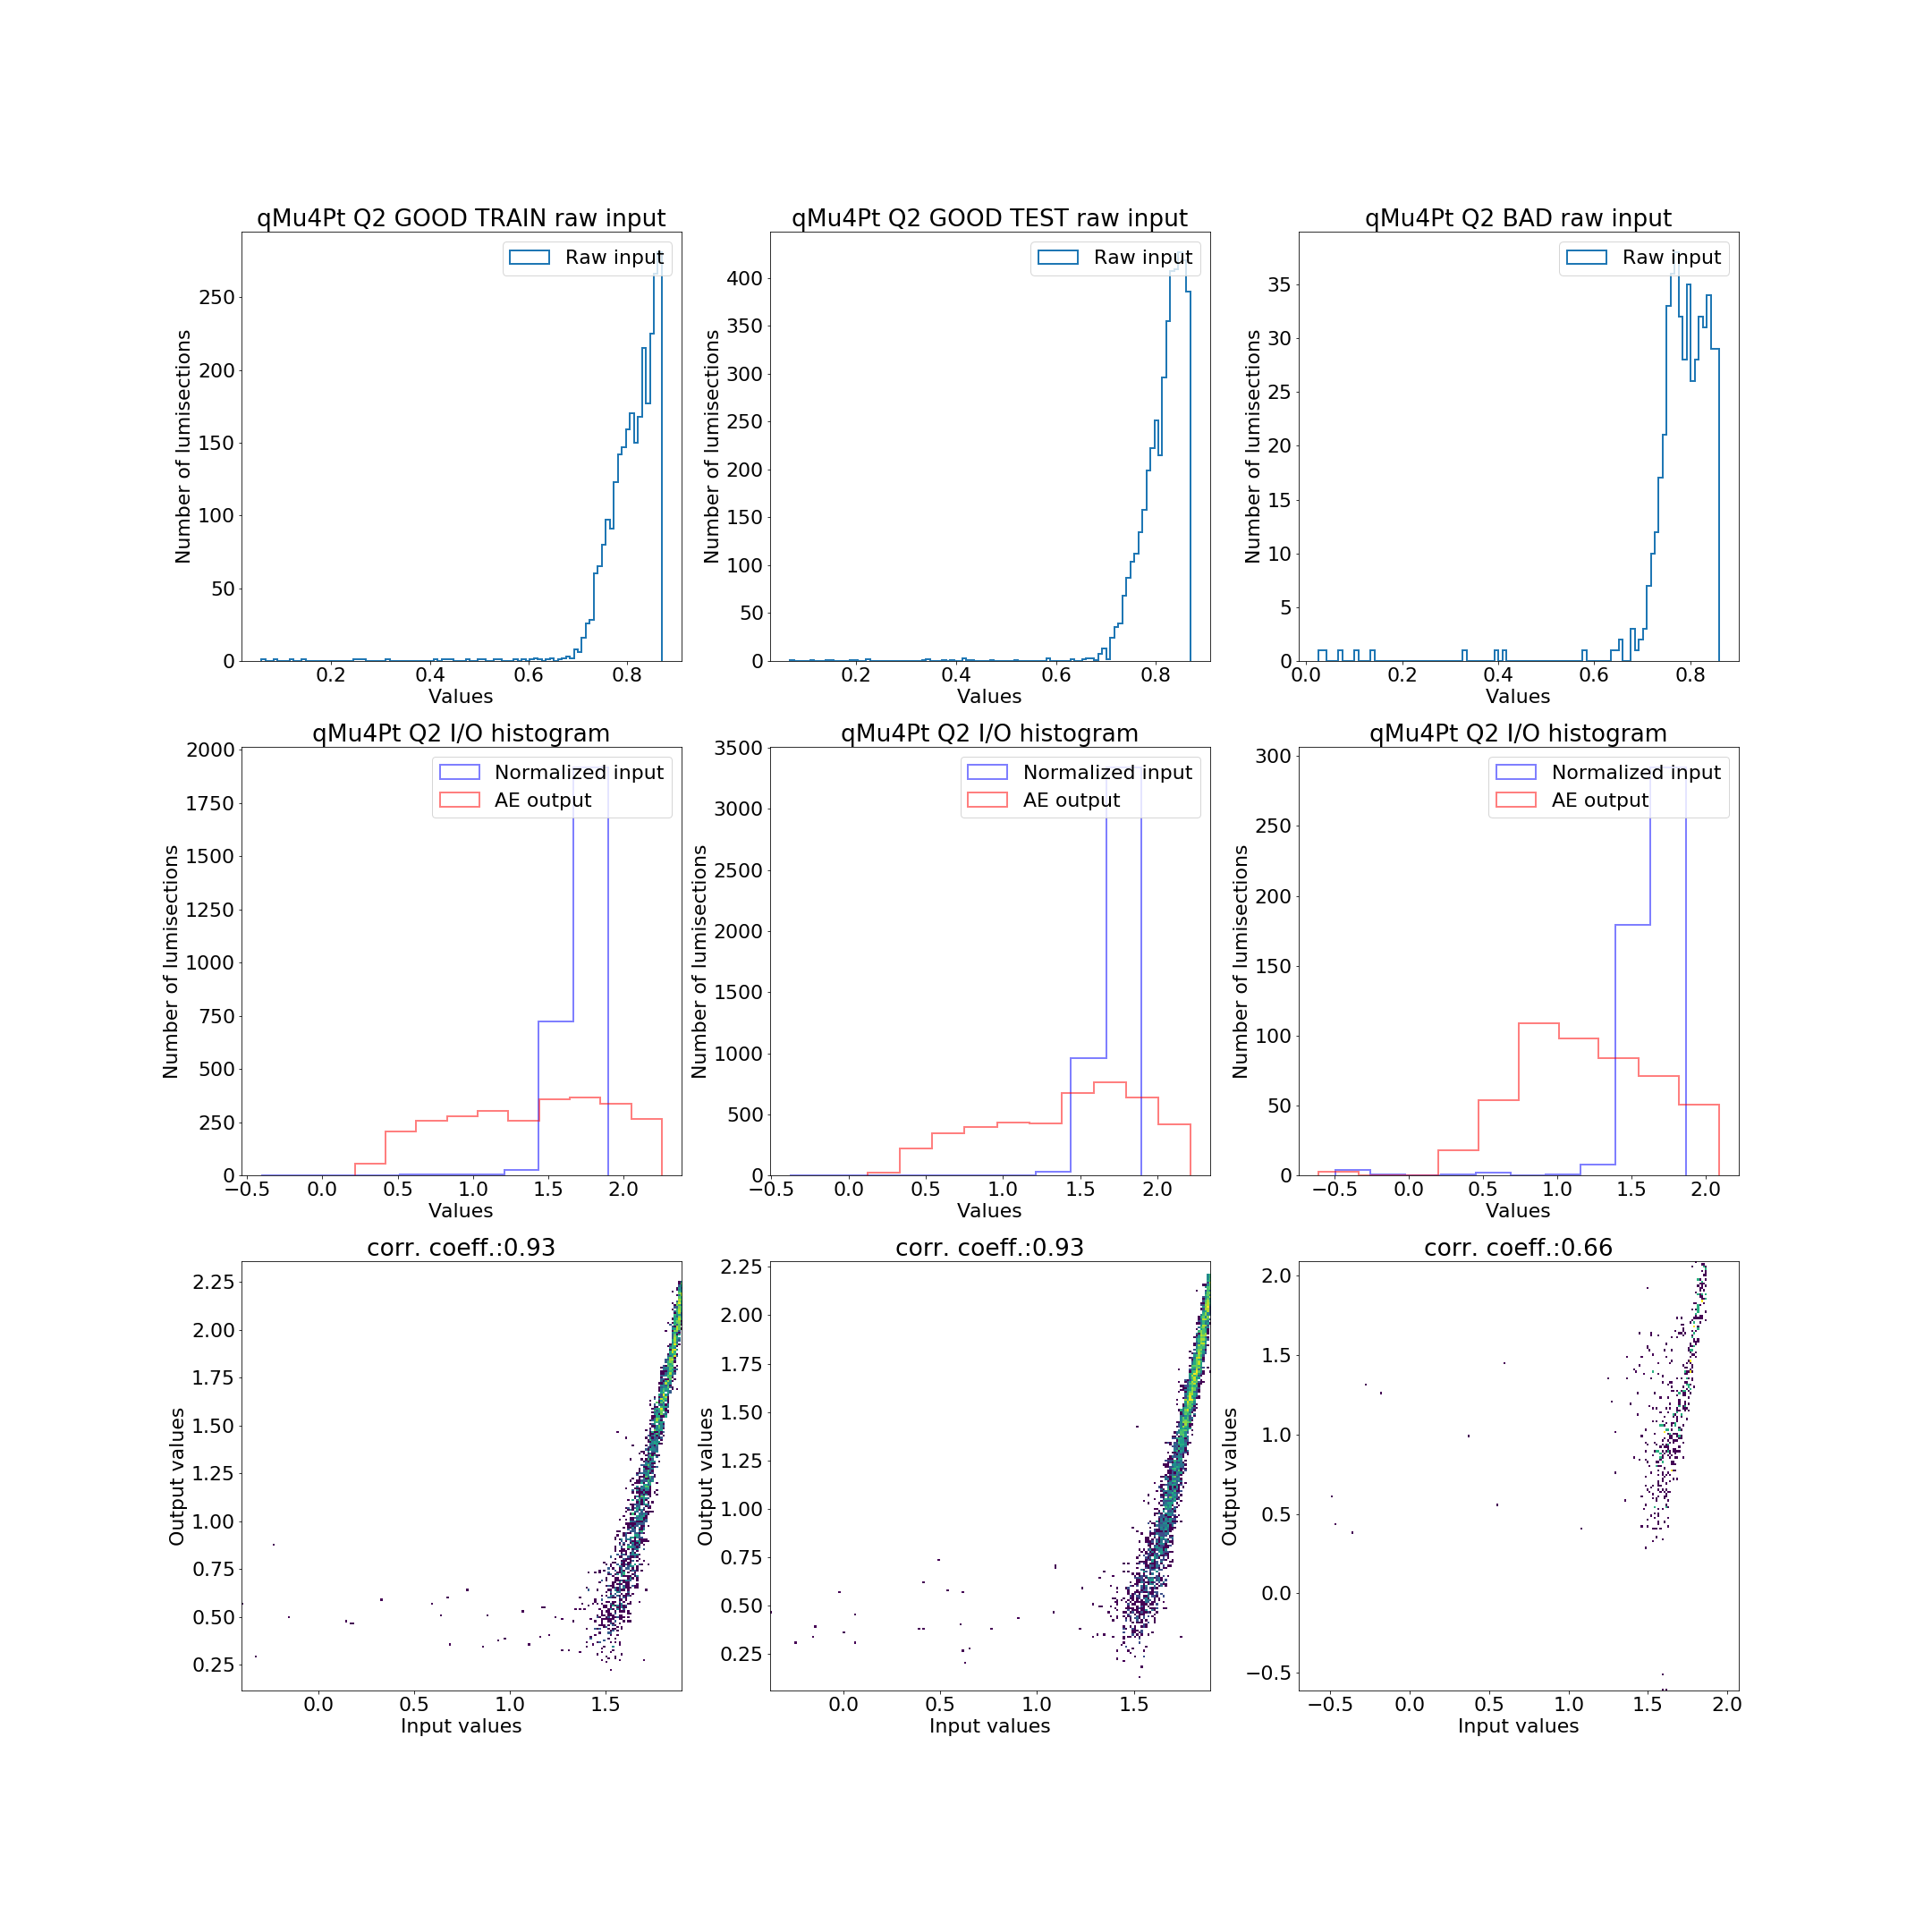 qMu4Pt Q2 GOOD TRAIN raw input
Raw input
Number of lumisections
250
200
150
100
50
0
0.2 0.4 0.6 0.8
Values
qMu4Pt Q2 GOOD TEST raw input
Raw input
Number of lumisections
400
350
300
250
200
150
100
50
0
0.2 0.4 0.6 0.8
Values
qMu4Pt Q2 BAD raw input
Raw input
Number of lumisections
35
30
25
20
15
10
5
0
0.0 0.2 0.4 0.6 0.8
Values
qMu4Pt Q2 I/O histogram
Normalized input
AE output
Number of lumisections
2000
1750
1500
1250
1000
750
500
250
0
−0.5 0.0 0.5 1.0 1.5 2.0
Values
qMu4Pt Q2 I/O histogram
Normalized input
AE output
Number of lumisections
3500
3000
2500
2000
1500
1000
500
0
−0.5 0.0 0.5 1.0 1.5 2.0
Values
qMu4Pt Q2 I/O histogram
Normalized input
AE output
Number of lumisections
300
250
200
150
100
50
0
−0.5 0.0 0.5 1.0 1.5 2.0
Values
corr. coeff.:0.93
Output values
2.25
2.00
1.75
1.50
1.25
1.00
0.75
0.50
0.25
0.0 0.5 1.0 1.5
Input values
corr. coeff.:0.93
Output values
2.25
2.00
1.75
1.50
1.25
1.00
0.75
0.50
0.25
0.0 0.5 1.0 1.5
Input values
corr. coeff.:0.66
Output values
2.0
1.5
1.0
0.5
0.0
−0.5
−0.5 0.0 0.5 1.0 1.5 2.0
Input values